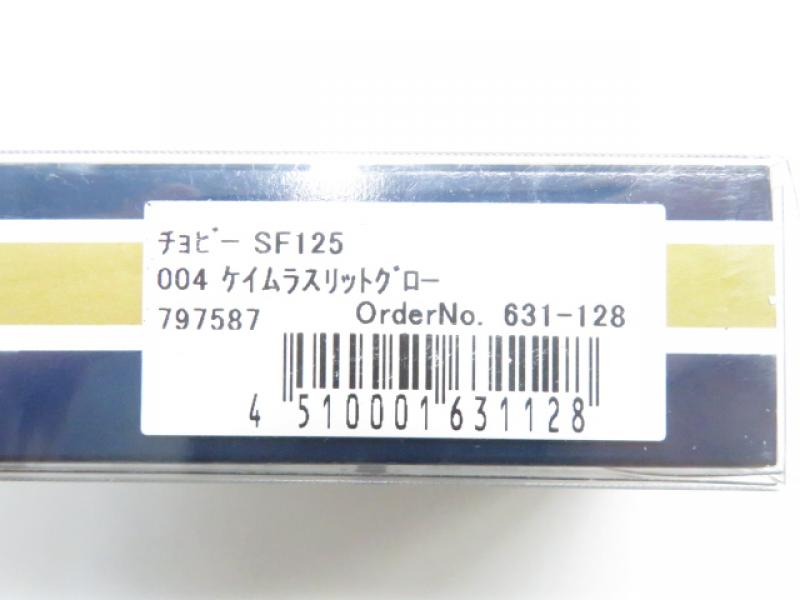 ﾁｮﾋﾞｰ SF125
004 ｹｲﾑﾗｽﾘｯﾄｸﾞﾛｰ
797587 OrderNo. 631-128
4 510001 631128